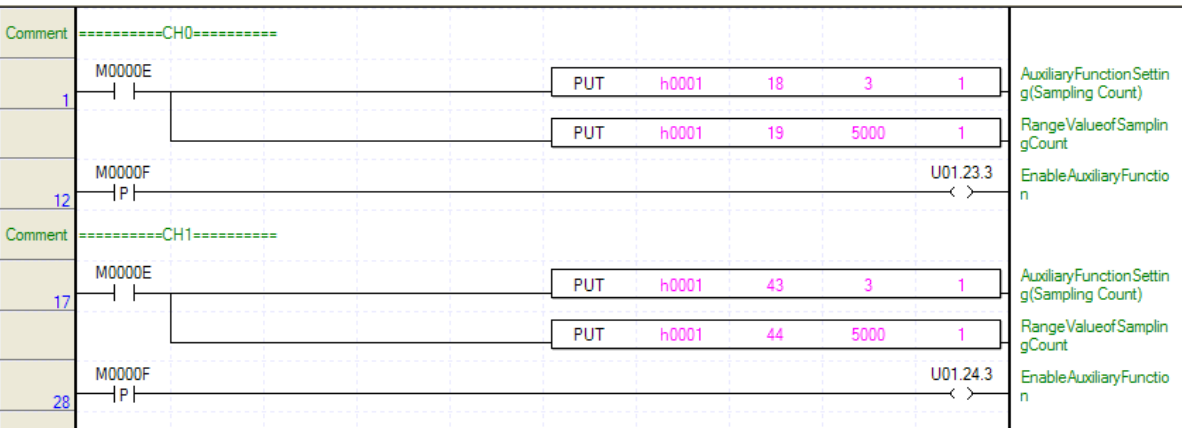 Comment ==========CH0==========
M0000E
1 PUT h0001 18 3 1 AuxiliaryFunctionSettin
g(Sampling Count)
PUT h0001 19 5000 1 RangeValueofSamplin
gCount
M0000F U01.23.3
12 P EnableAuxiliaryFunctio
n
Comment ==========CH1==========
M0000E
17 PUT h0001 43 3 1 AuxiliaryFunctionSettin
g(Sampling Count)
PUT h0001 44 5000 1 RangeValueofSamplin
gCount
M0000F U01.24.3
28 P EnableAuxiliaryFunctio
n